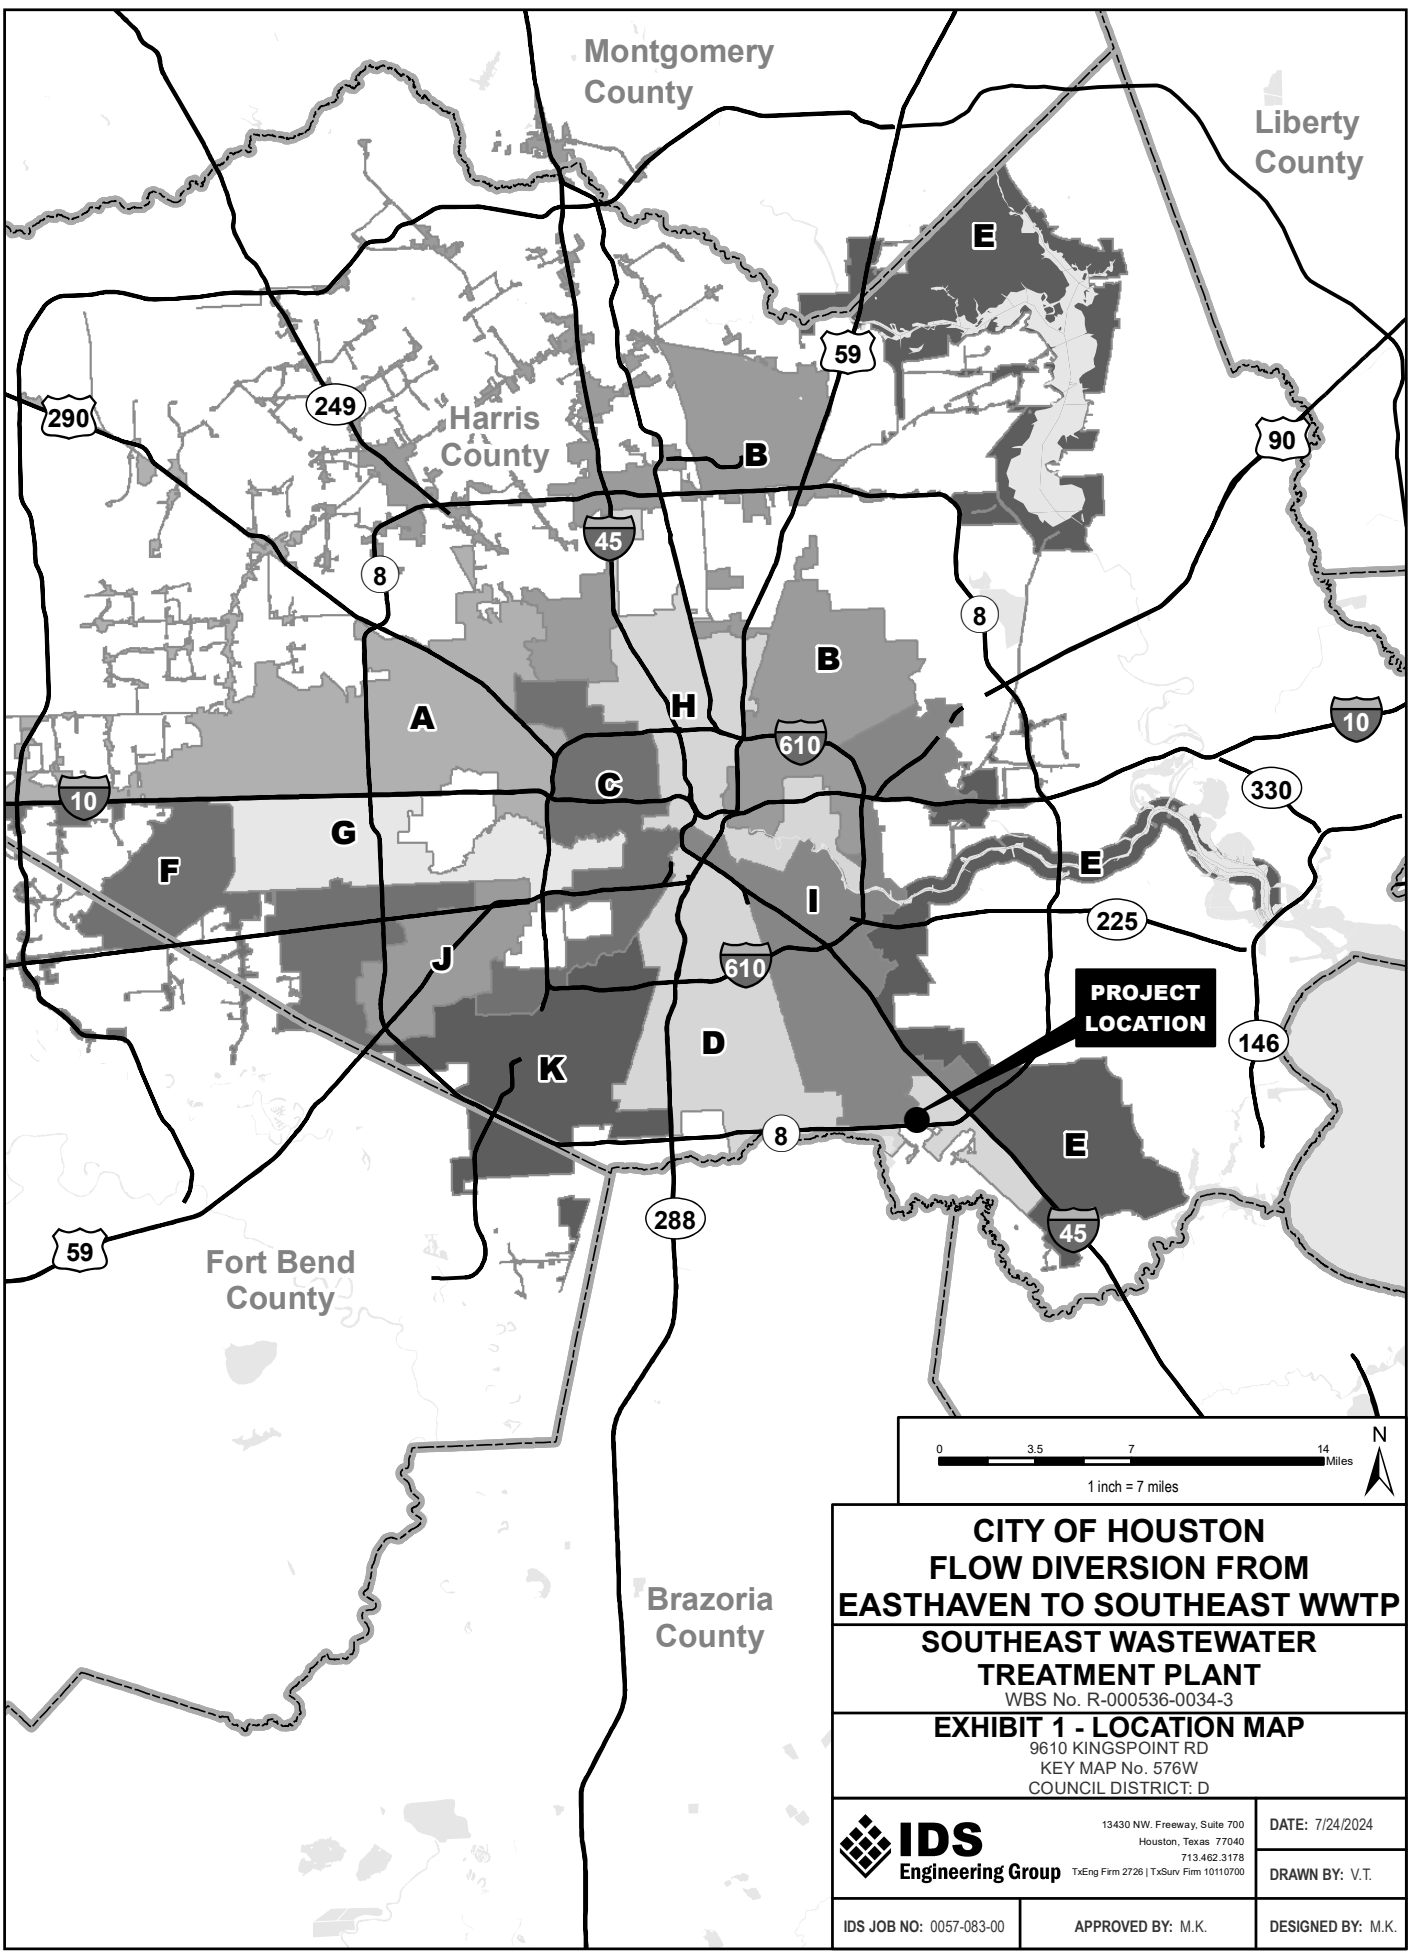 Montgomery
County
Liberty
County
E
59
290
249
Harris
County
90
B
45
8
8
B
A
H
10
610
C
10
330
G
F
E
I
225
J
610
PROJECT
LOCATION
146
D
K
8
E
288
45
59
Fort Bend
County
N
0
3.5
7
14
Miles
1 inch = 7 miles
CITY OF HOUSTON
FLOW DIVERSION FROM
EASTHAVEN TO SOUTHEAST WWTP
Brazoria
County
SOUTHEAST WASTEWATER
TREATMENT PLANT
WBS No. R-000536-0034-3
EXHIBIT 1 - LOCATION MAP
9610 KINGSPOINT RD
KEY MAP No. 576W
COUNCIL DISTRICT: D
IDS
Engineering Group
13430 NW. Freeway, Suite 700
Houston, Texas 77040
713.462.3178
TxEng Firm 2726 | TxSurv Firm 10110700
DATE: 7/24/2024
DRAWN BY: V.T.
IDS JOB NO: 0057-083-00
APPROVED BY: M.K.
DESIGNED BY: M.K.